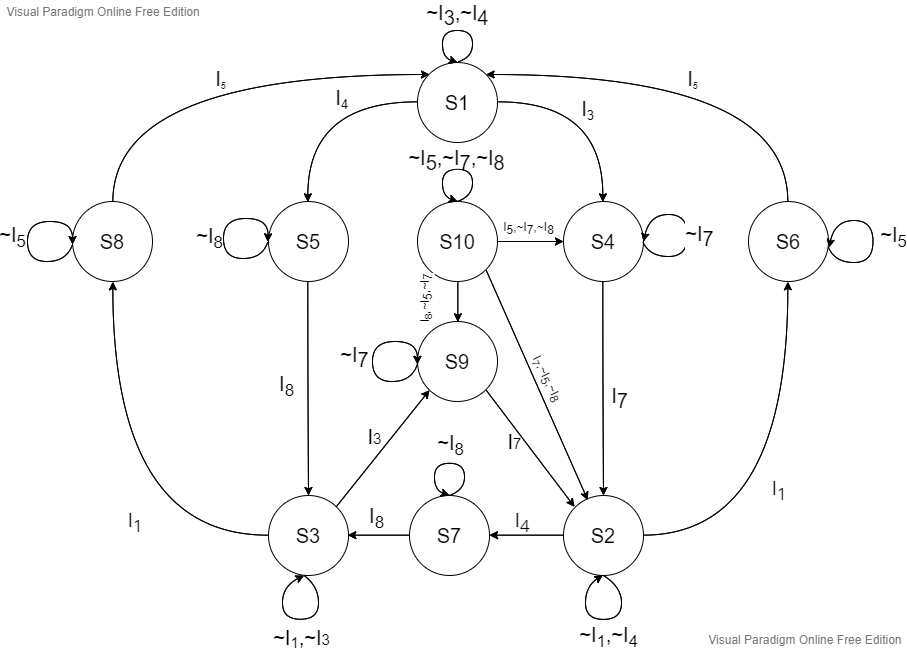 Visual Paradigm Online Free Edition
~I₃,~I₄
I₅
I₄
S1
I₃
I₅
~I₅,~I₇,~I₈
~I₅
S8
~I₈
S5
S10
I₅,~I₇,~I₈
S4
~I₇
S6
~I₅
I₈,~I₅,~I₇
~I₇
S9
I₇,~I₅,~I₈
I₈
I₇
I₃
I₇
~I₈
I₁
I₁
S3
I₈
S7
I₄
S2
~I₁,~I₃
~I₁,~I₄
Visual Paradigm Online Free Edition